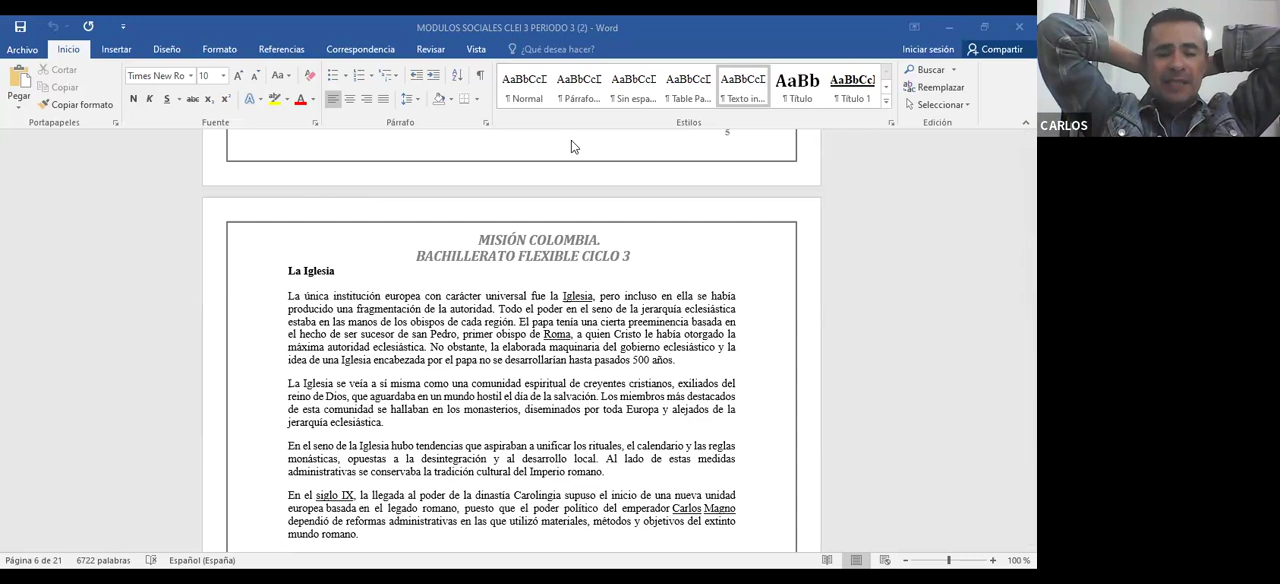 MODULOS SOCIALES CLEI 3 PERIODO 3 (2) - Word
Archivo Inicio Insertar Diseño Formato Referencias Correspondencia Revisar Vista ¿Qué desea hacer? Iniciar sesión Compartir
Cortar
Copiar
Copiar formato
Pegar
Portapapeles
Times New Ro 10
N K S abc x₂ x²
Fuente
Párrafo
AaBbCcD AaBbCcD AaBbCcD AaBbCcD AaBbCcD AaBb AaBbCcI
¶ Normal ¶ Párrafo... ¶ Sin espa... ¶ Table Pa... ¶ Texto in... ¶ Título ¶ Título 1
Estilos
Buscar
Reemplazar
Seleccionar
Edición
CARLOS
5
MISIÓN COLOMBIA.
BACHILLERATO FLEXIBLE CICLO 3
La Iglesia
La única institución europea con carácter universal fue la Iglesia, pero incluso en ella se había
producido una fragmentación de la autoridad. Todo el poder en el seno de la jerarquía eclesiástica
estaba en las manos de los obispos de cada región. El papa tenía una cierta preeminencia basada en
el hecho de ser sucesor de san Pedro, primer obispo de Roma, a quien Cristo le había otorgado la
máxima autoridad eclesiástica. No obstante, la elaborada maquinaria del gobierno eclesiástico y la
idea de una Iglesia encabezada por el papa no se desarrollarían hasta pasados 500 años.
La Iglesia se veía a sí misma como una comunidad espiritual de creyentes cristianos, exiliados del
reino de Dios, que aguardaba en un mundo hostil el día de la salvación. Los miembros más destacados
de esta comunidad se hallaban en los monasterios, diseminados por toda Europa y alejados de la
jerarquía eclesiástica.
En el seno de la Iglesia hubo tendencias que aspiraban a unificar los rituales, el calendario y las reglas
monásticas, opuestas a la desintegración y al desarrollo local. Al lado de estas medidas
administrativas se conservaba la tradición cultural del Imperio romano.
En el siglo IX, la llegada al poder de la dinastía Carolingia supuso el inicio de una nueva unidad
europea basada en el legado romano, puesto que el poder político del emperador Carlos Magno
dependió de reformas administrativas en las que utilizó materiales, métodos y objetivos del extinto
mundo romano.
Página 6 de 21 6722 palabras Español (España) 100 %